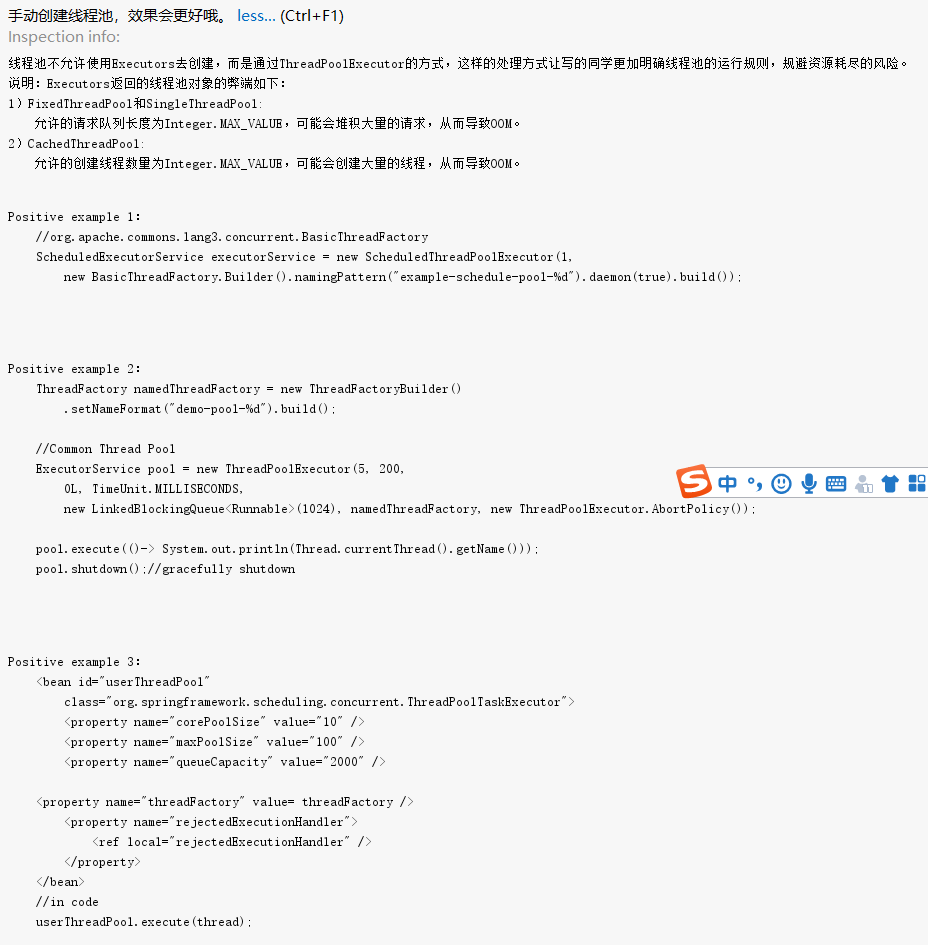 手动创建线程池，效果会更好哦。 less... (Ctrl+F1)
Inspection info:
线程池不允许使用Executors去创建，而是通过ThreadPoolExecutor的方式，这样的处理方式让写的同学更加明确线程池的运行规则，规避资源耗尽的风险。
说明：Executors返回的线程池对象的弊端如下：
1）FixedThreadPool和SingleThreadPool:
允许的请求队列长度为Integer.MAX_VALUE，可能会堆积大量的请求，从而导致OOM。
2）CachedThreadPool:
允许的创建线程数量为Integer.MAX_VALUE，可能会创建大量的线程，从而导致OOM。
Positive example 1：
//org.apache.commons.lang3.concurrent.BasicThreadFactory
ScheduledExecutorService executorService = new ScheduledThreadPoolExecutor(1,
new BasicThreadFactory.Builder().namingPattern("example-schedule-pool-%d").daemon(true).build());
Positive example 2：
ThreadFactory namedThreadFactory = new ThreadFactoryBuilder()
.setNameFormat("demo-pool-%d").build();
//Common Thread Pool
ExecutorService pool = new ThreadPoolExecutor(5, 200,
0L, TimeUnit.MILLISECONDS,
new LinkedBlockingQueue<Runnable>(1024), namedThreadFactory, new ThreadPoolExecutor.AbortPolicy());
S 中
pool.execute(()-> System.out.println(Thread.currentThread().getName()));
pool.shutdown();//gracefully shutdown
Positive example 3：
<bean id="userThreadPool"
class="org.springframework.scheduling.concurrent.ThreadPoolTaskExecutor">
<property name="corePoolSize" value="10" />
<property name="maxPoolSize" value="100" />
<property name="queueCapacity" value="2000" />
<property name="threadFactory" value= threadFactory />
<property name="rejectedExecutionHandler">
<ref local="rejectedExecutionHandler" />
</property>
</bean>
//in code
userThreadPool.execute(thread);